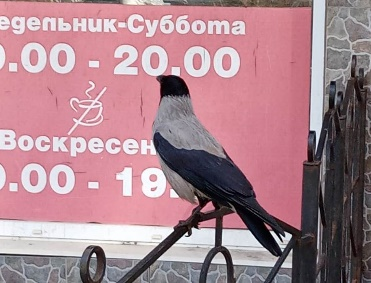 едельник-Суббота
.00 - 20.00
Воскресен
.00 - 19.